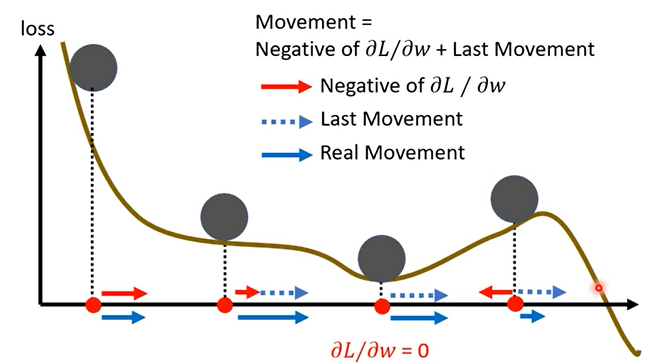 loss
Movement =
Negative of ∂L/∂w + Last Movement
Negative of ∂L / ∂w
Last Movement
Real Movement
∂L/∂w = 0